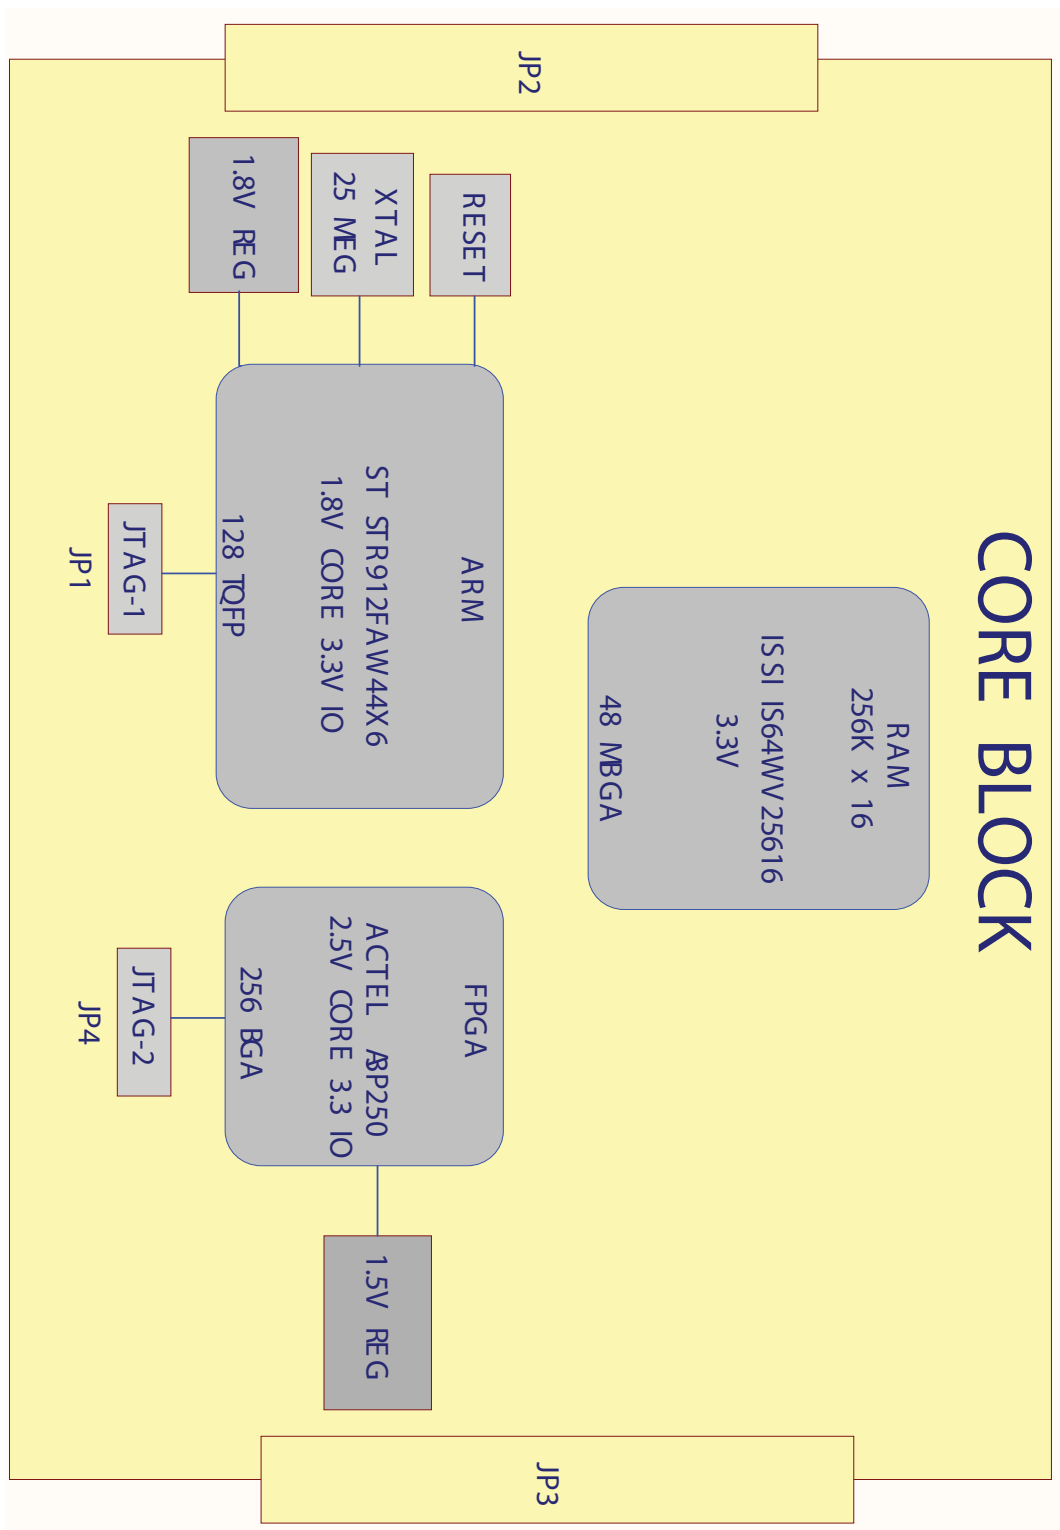 CORE BLOCK
RAM
256K x 16
ISSI IS64WV25616
3.3V
48 MBGA
JP2
RESET
XTAL
25 MEG
1.8V REG
ARM
ST STR912FAW44X6
1.8V CORE 3.3V IO
128 TQFP
JTAG-1
JP1
FPGA
ACTEL A3P250
2.5V CORE 3.3 IO
256 BGA
JTAG-2
JP4
1.5V REG
JP3